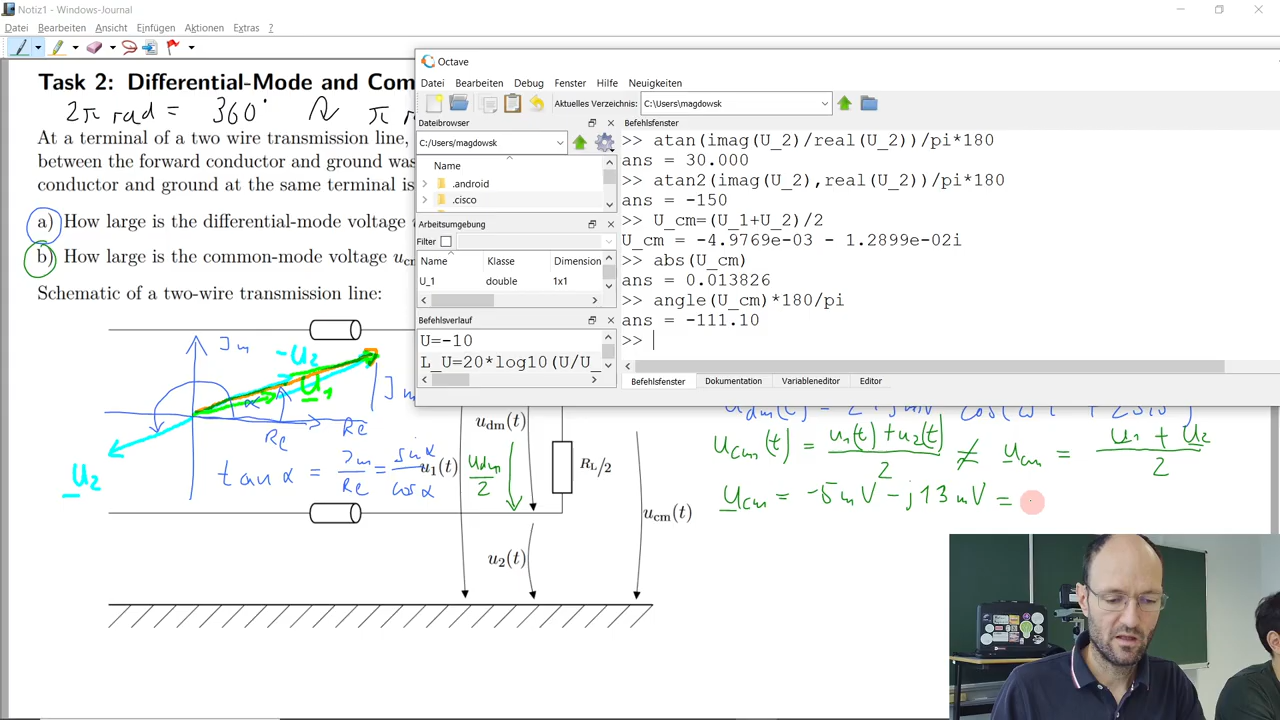 Notiz1 - Windows-Journal
Datei Bearbeiten Ansicht Einfügen Aktionen Extras ?
Task 2: Differential-Mode and Com
2π rad = 360° π r
At a terminal of a two wire transmission line,
between the forward conductor and ground was
conductor and ground at the same terminal is
a) How large is the differential-mode voltage u
b) How large is the common-mode voltage ucm
Schematic of a two-wire transmission line:
Octave
Datei Bearbeiten Debug Fenster Hilfe Neuigkeiten
Aktuelles Verzeichnis: C:\Users\magdowsk
Dateibrowser
C:/Users/magdowsk
Name
.android
.cisco
Arbeitsumgebung
Filter
Name Klasse Dimension
U_1 double 1x1
Befehlsverlauf
U=-10
L_U=20*log10(U/U_
Befehlsfenster
>> atan(imag(U_2)/real(U_2))/pi*180
ans = 30.000
>> atan2(imag(U_2),real(U_2))/pi*180
ans = -150
>> U_cm=(U_1+U_2)/2
U_cm = -4.9769e-03 - 1.2899e-02i
>> abs(U_cm)
ans = 0.013826
>> angle(U_cm)*180/pi
ans = -111.10
>>
Befehlsfenster Dokumentation Variableneditor Editor
Jm
-U2
U1
α
Re
Re
Jm
U2
tan α = Jm/Re = sin α/cos α
u1(t)
udm/2
udm(t)
RL/2
u2(t)
ucm(t)
ucm(t) = u1(t) + u2(t)/2 ≠ ucm = U1 + U2/2
Ucm = -5 mV - j 13 mV =